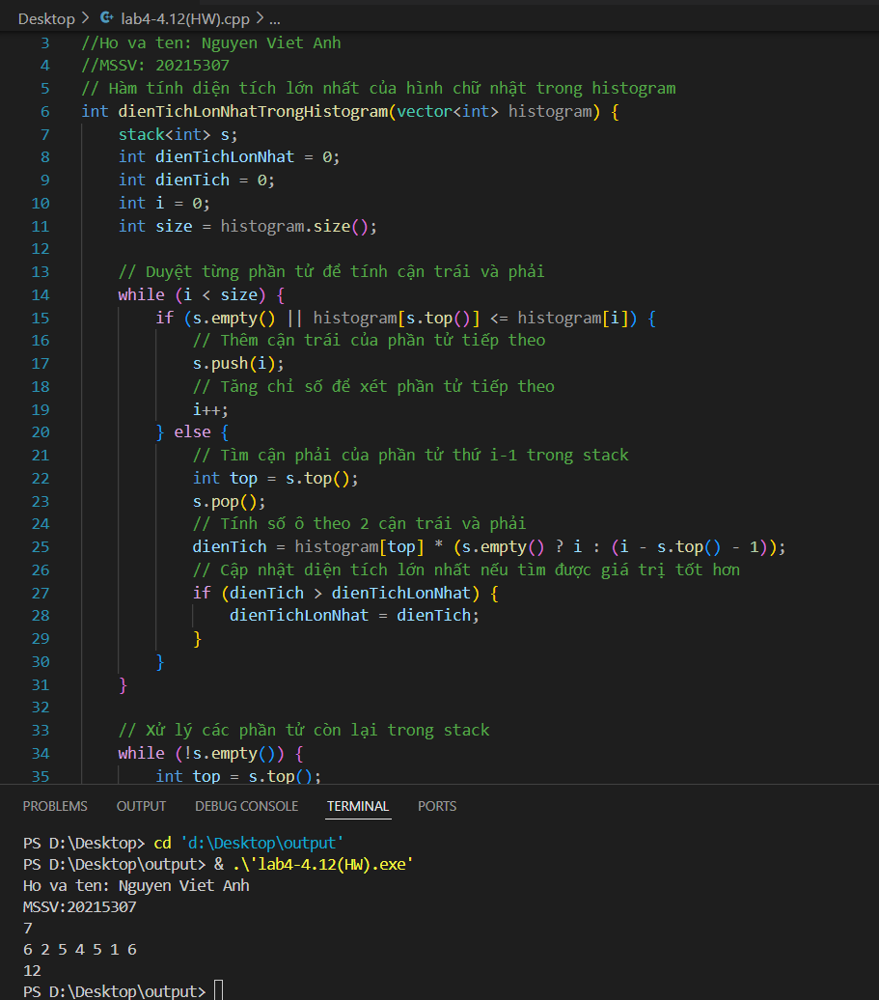 Desktop > lab4-4.12(HW).cpp > ...
3 //Ho va ten: Nguyen Viet Anh
4 //MSSV: 20215307
5 // Hàm tính diện tích lớn nhất của hình chữ nhật trong histogram
6 int dienTichLonNhatTrongHistogram(vector<int> histogram) {
7 stack<int> s;
8 int dienTichLonNhat = 0;
9 int dienTich = 0;
10 int i = 0;
11 int size = histogram.size();
12
13 // Duyệt từng phần tử để tính cận trái và phải
14 while (i < size) {
15 if (s.empty() || histogram[s.top()] <= histogram[i]) {
16 // Thêm cận trái của phần tử tiếp theo
17 s.push(i);
18 // Tăng chỉ số để xét phần tử tiếp theo
19 i++;
20 } else {
21 // Tìm cận phải của phần tử thứ i-1 trong stack
22 int top = s.top();
23 s.pop();
24 // Tính số ô theo 2 cận trái và phải
25 dienTich = histogram[top] * (s.empty() ? i : (i - s.top() - 1));
26 // Cập nhật diện tích lớn nhất nếu tìm được giá trị tốt hơn
27 if (dienTich > dienTichLonNhat) {
28 dienTichLonNhat = dienTich;
29 }
30 }
31 }
32
33 // Xử lý các phần tử còn lại trong stack
34 while (!s.empty()) {
35 int top = s.top();
PROBLEMS OUTPUT DEBUG CONSOLE TERMINAL PORTS
PS D:\Desktop> cd 'd:\Desktop\output'
PS D:\Desktop\output> & .\'lab4-4.12(HW).exe'
Ho va ten: Nguyen Viet Anh
MSSV:20215307
7
6 2 5 4 5 1 6
12
PS D:\Desktop\output>